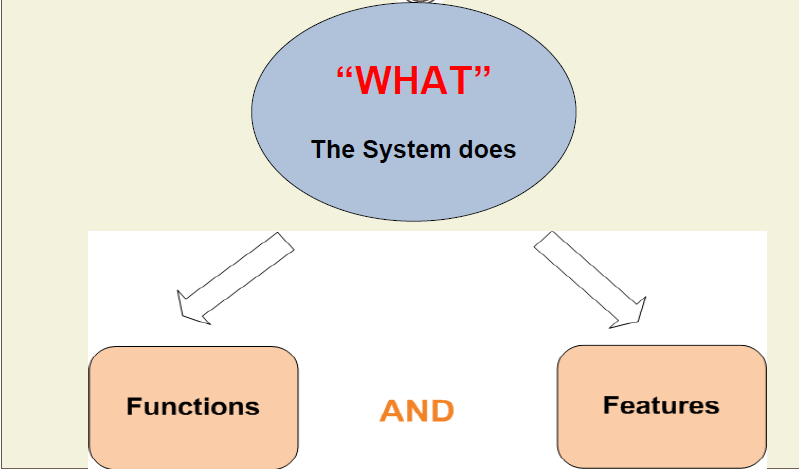 “WHAT”
The System does
Functions
AND
Features